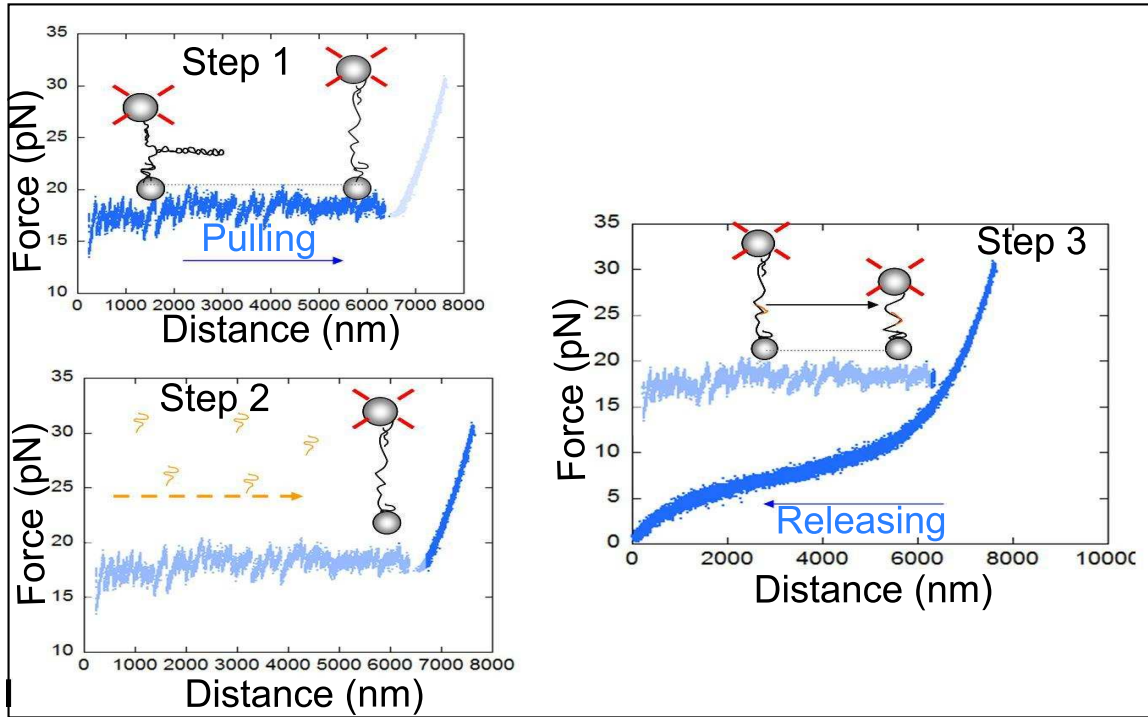 Step 1
Force (pN)
35
30
25
20
15
10
Pulling
0 1000 2000 3000 4000 5000 6000 7000 8000
Distance (nm)
Step 2
Force (pN)
35
30
25
20
15
10
0 1000 2000 3000 4000 5000 6000 7000 8000
Distance (nm)
Step 3
Force (pN)
35
30
25
20
15
10
5
0
Releasing
0 2000 4000 6000 8000 10000
Distance (nm)